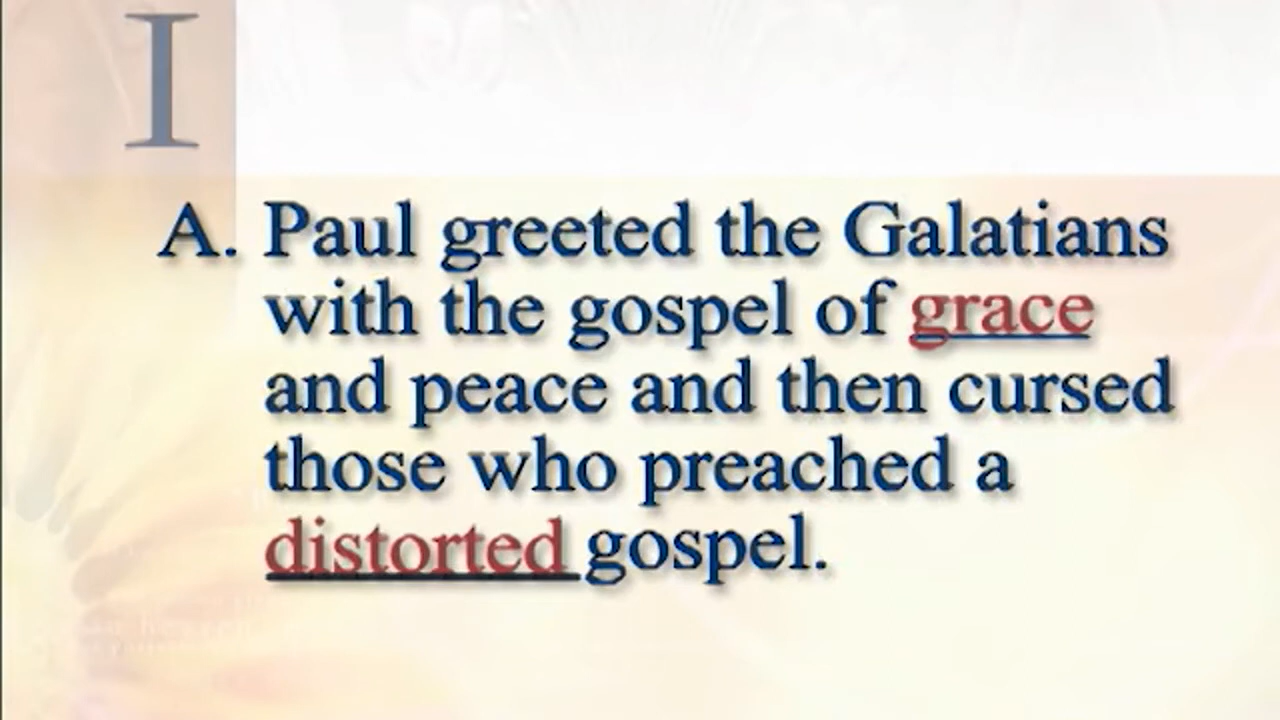 I
A. Paul greeted the Galatians
with the gospel of grace
and peace and then cursed
those who preached a
distorted gospel.